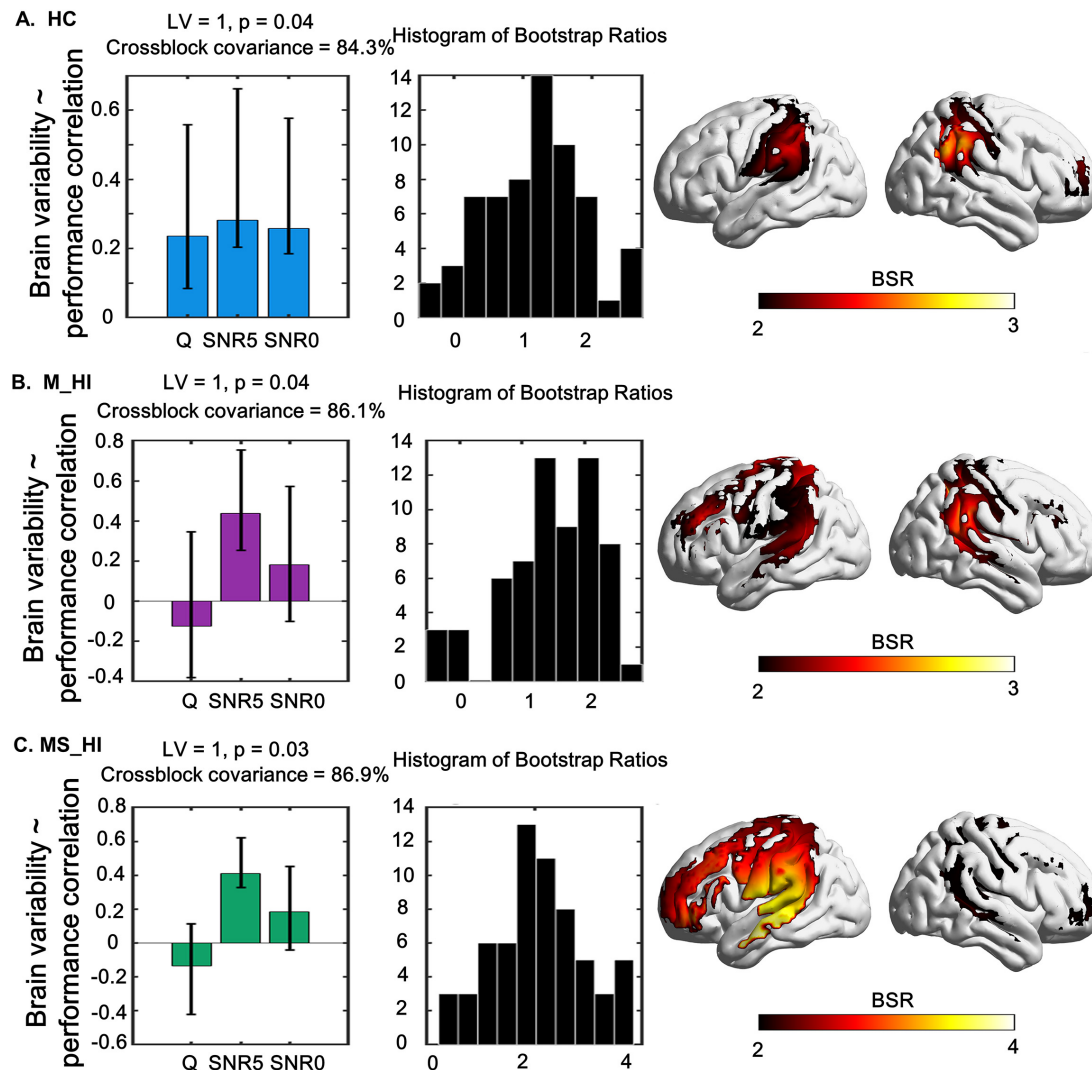 A. HC
LV = 1, p = 0.04
Crossblock covariance = 84.3%
Histogram of Bootstrap Ratios
Brain variability ~
performance correlation
0.6
0.4
0.2
0
Q SNR5 SNR0
14
12
10
8
6
4
2
0
0 1 2
BSR
2 3
B. M_HI
LV = 1, p = 0.04
Crossblock covariance = 86.1%
Histogram of Bootstrap Ratios
Brain variability ~
performance correlation
0.8
0.6
0.4
0.2
0
-0.2
-0.4
Q SNR5 SNR0
14
12
10
8
6
4
2
0
0 1 2
BSR
2 3
C. MS_HI
LV = 1, p = 0.03
Crossblock covariance = 86.9%
Histogram of Bootstrap Ratios
Brain variability ~
performance correlation
0.8
0.6
0.4
0.2
0
-0.2
-0.4
-0.6
Q SNR5 SNR0
14
12
10
8
6
4
2
0
0 2 4
BSR
2 4